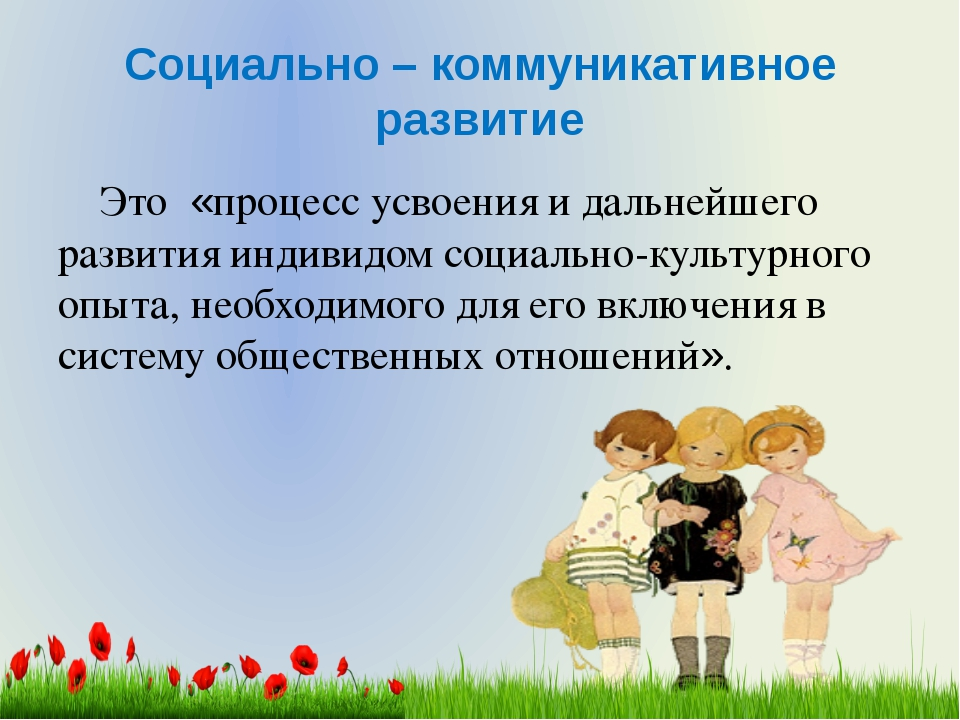 Социально – коммуникативное
развитие
Это «процесс усвоения и дальнейшего
развития индивидом социально-культурного
опыта, необходимого для его включения в
систему общественных отношений».